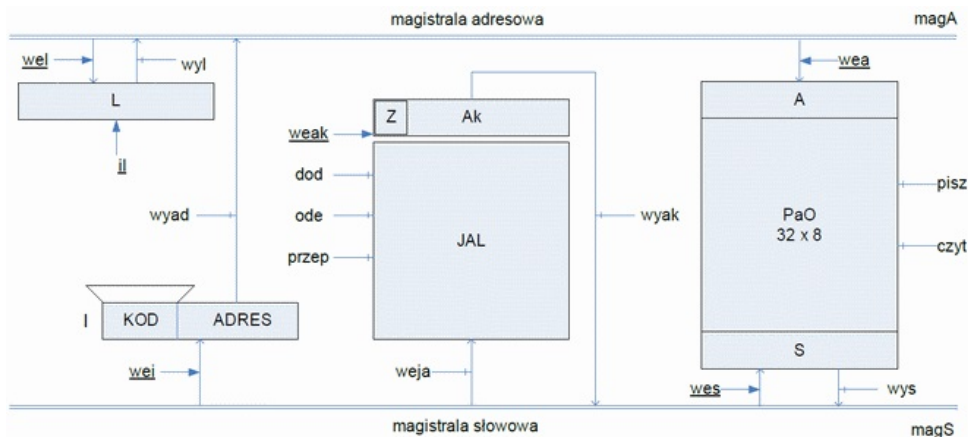 magistrala adresowa
magA
wel
wyl
wea
L
A
Z
Ak
weak
il
dod
pisz
wyad
ode
wyak
PaO
32 x 8
JAL
czyt
przep
I
KOD
ADRES
S
wei
weja
wes
wys
magistrala słowowa
magS